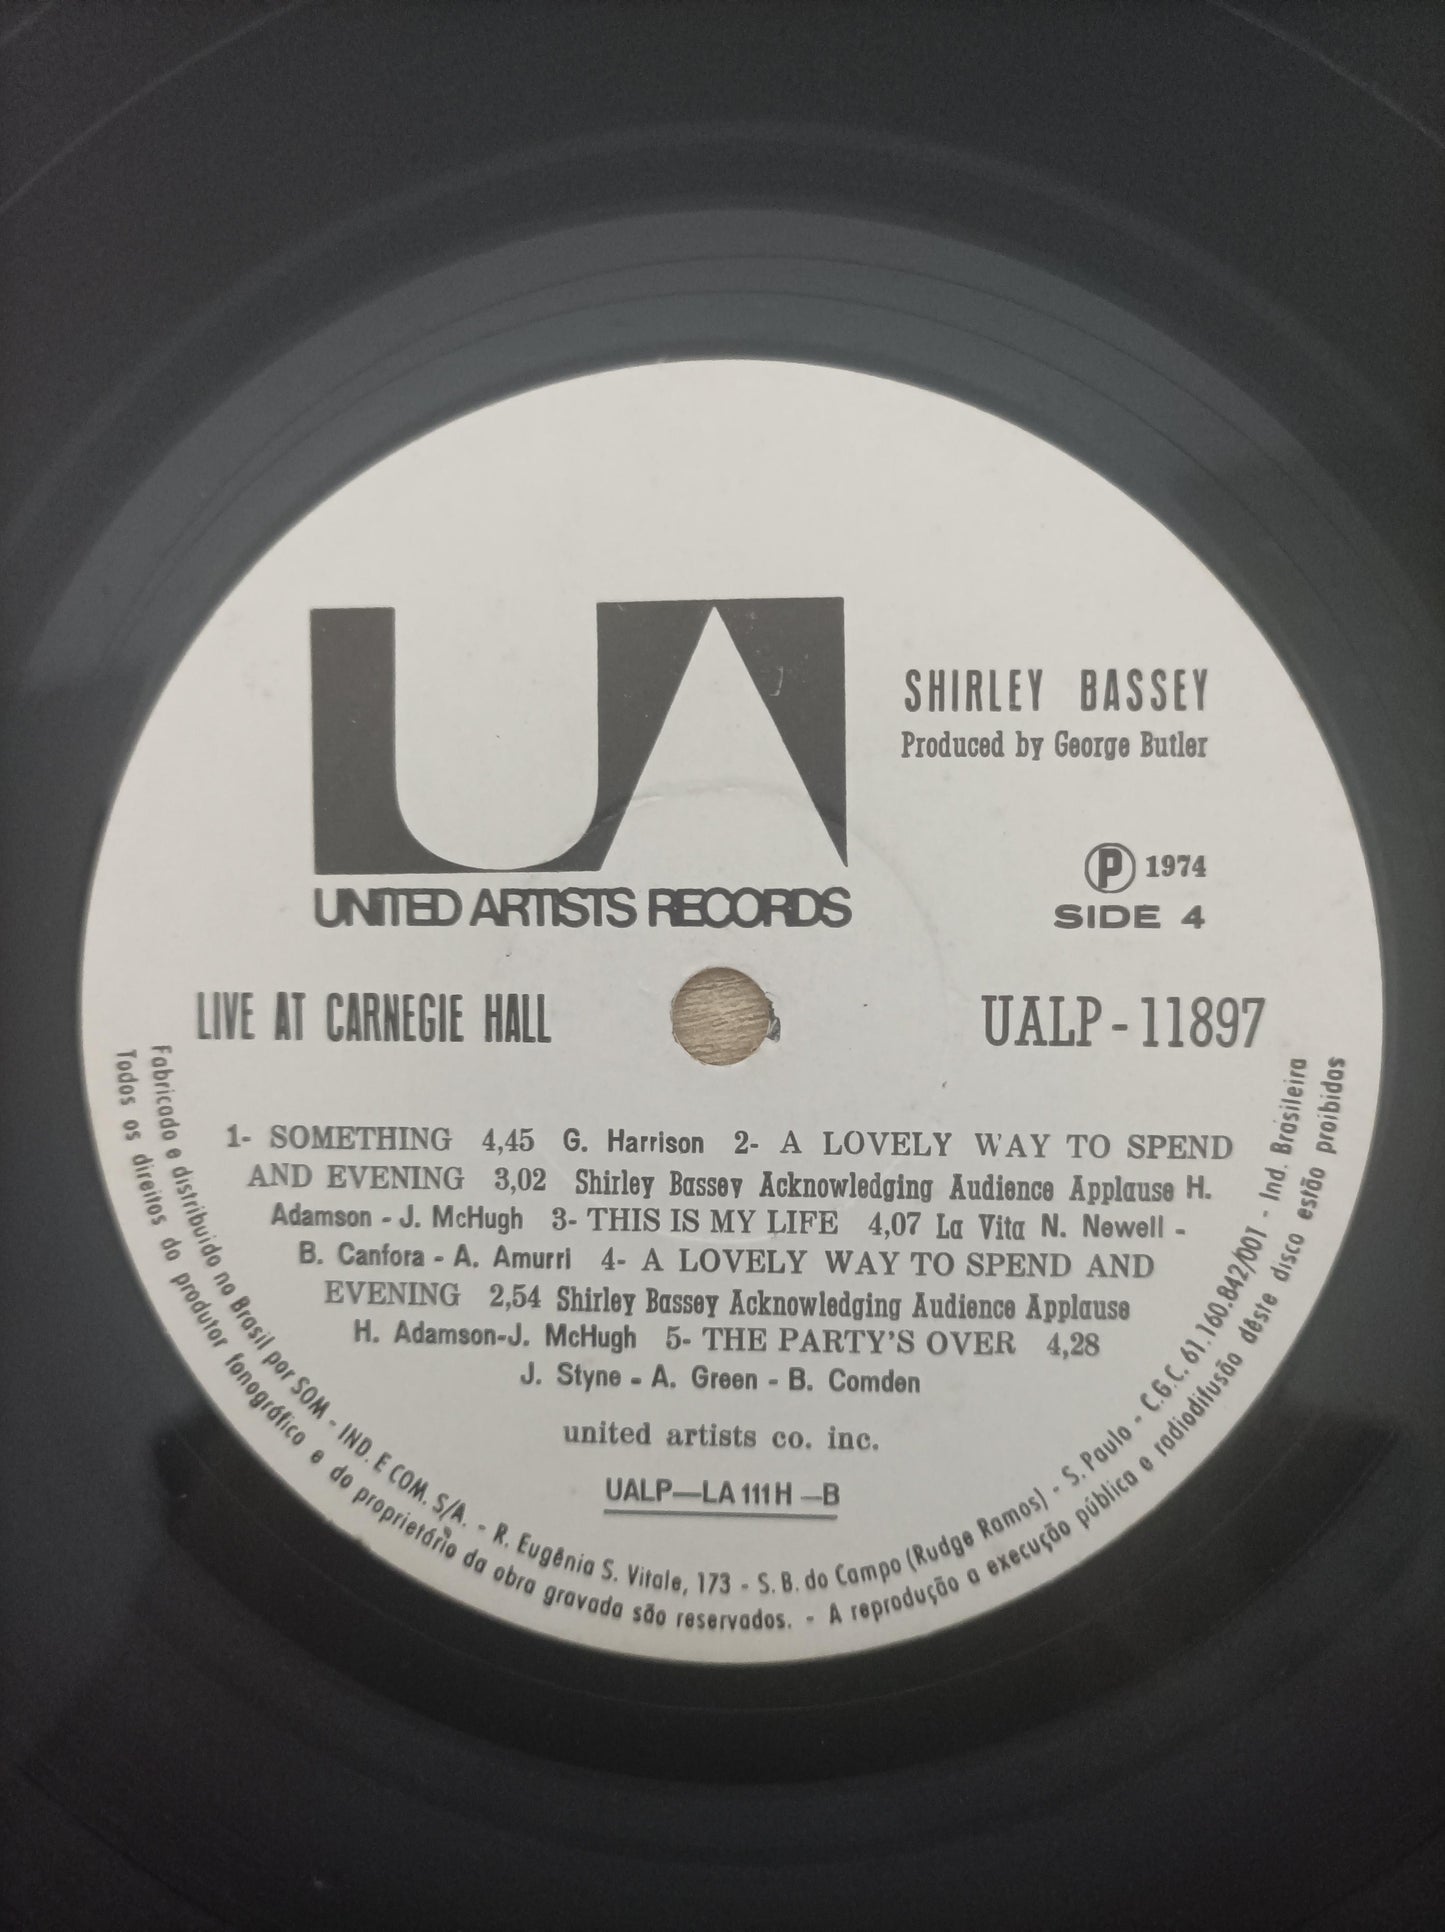 UA
UNITED ARTISTS RECORDS
SHIRLEY BASSEY
Produced by George Butler
Ⓟ 1974
SIDE 4
LIVE AT CARNEGIE HALL
UALP-11897
1- SOMETHING 4,45 G. Harrison 2- A LOVELY WAY TO SPEND
AND EVENING 3,02 Shirley Bassey Acknowledging Audience Applause H.
Adamson - J. McHugh 3- THIS IS MY LIFE 4,07 La Vita N. Newell -
B. Canfora - A. Amurri 4- A LOVELY WAY TO SPEND AND
EVENING 2,54 Shirley Bassey Acknowledging Audience Applause
H. Adamson-J. McHugh 5- THE PARTY'S OVER 4,28
J. Styne - A. Green - B. Comden
united artists co. inc.
UALP—LA 111H —B
Fabricado e distribuido no Brasil por SOM - IND. E COM. S/A. - R. Eugênia S. Vitale, 173 - S. B. do Campo (Rudge Ramos) - S. Paulo - C.G.C. 61.160.842/001 - Ind. Brasileira
Todos os direitos do produtor fonográfico e do proprietário da obra gravada são reservados. - A reprodução a execução pública e radiodifusão dêste disco estão proibidas